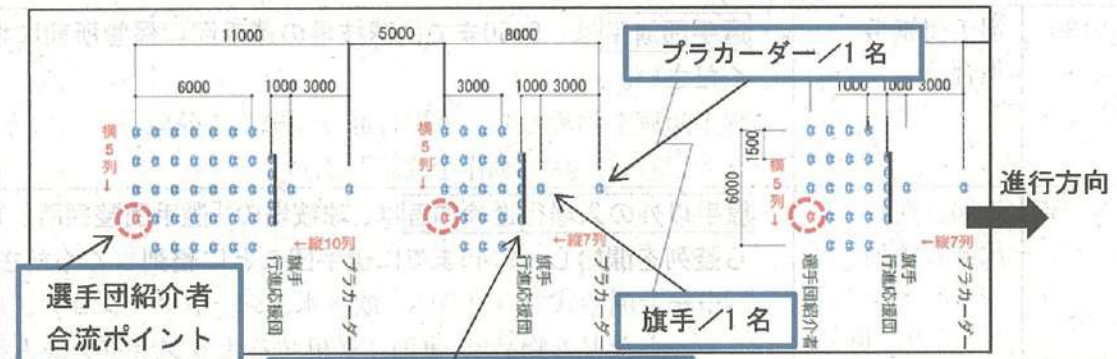 11000
5000
8000
プラカーダー/1名
6000
1000 3000
3000
1000 3000
1000 3000
横5列↓
横5列↓
1500
6000
横5列↓
進行方向
←縦10列
←縦7列
←縦7列
選手団紹介者
合流ポイント
行進応援団
旗手
プラカーダー
行進応援団
旗手
プラカーダー
旗手/1名
選手団紹介者
行進応援団
旗手
プラカーダー